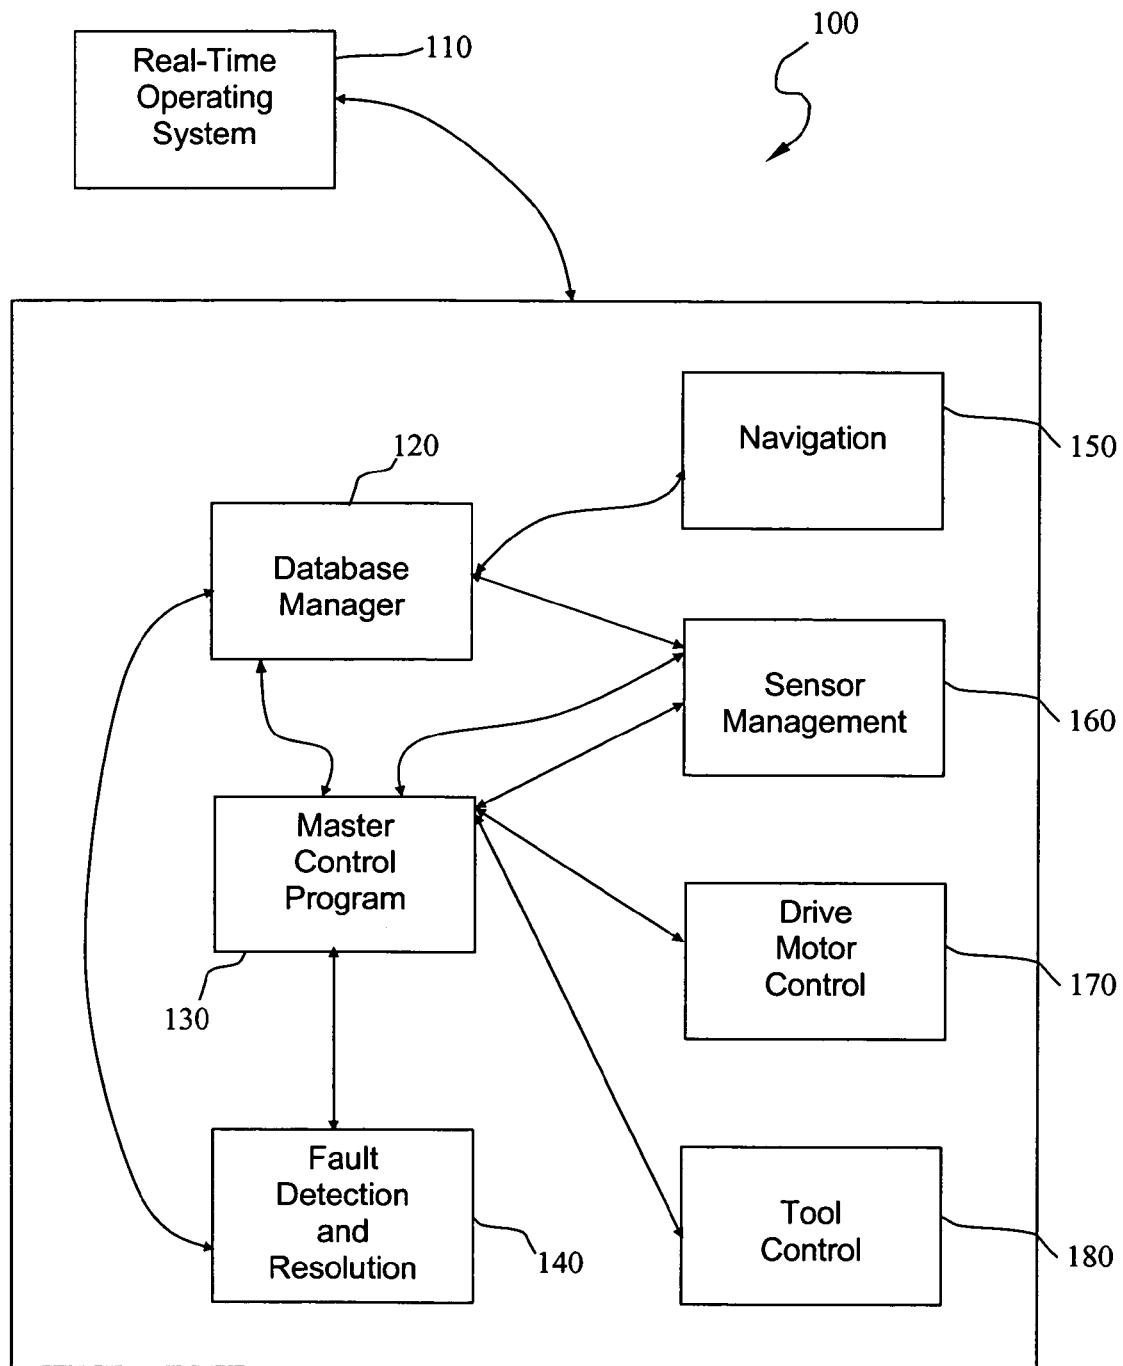 100
Real-Time
Operating
System
110
Navigation
150
120
Database
Manager
Sensor
Management
160
Master
Control
Program
130
Drive
Motor
Control
170
Fault
Detection
and
Resolution
140
Tool
Control
180